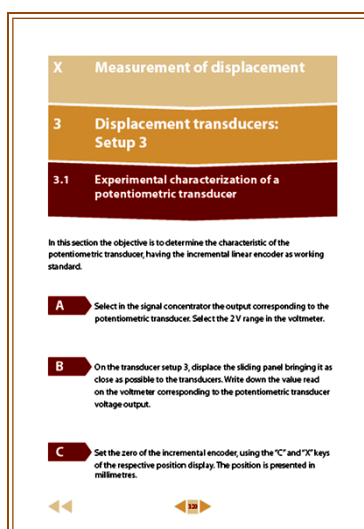 X Measurement of displacement
3 Displacement transducers:
Setup 3
3.1 Experimental characterization of a
potentiometric transducer
In this section the objective is to determine the characteristic of the
potentiometric transducer, having the incremental linear encoder as working
standard.
A Select in the signal concentrator the output corresponding to the
potentiometric transducer. Select the 2 V range in the voltmeter.
B On the transducer setup 3, displace the sliding panel bringing it as
close as possible to the transducers. Write down the value read
on the voltmeter corresponding to the potentiometric transducer
voltage output.
C Set the zero of the incremental encoder, using the “C” and “X” keys
of the respective position display. The position is presented in
millimetres.